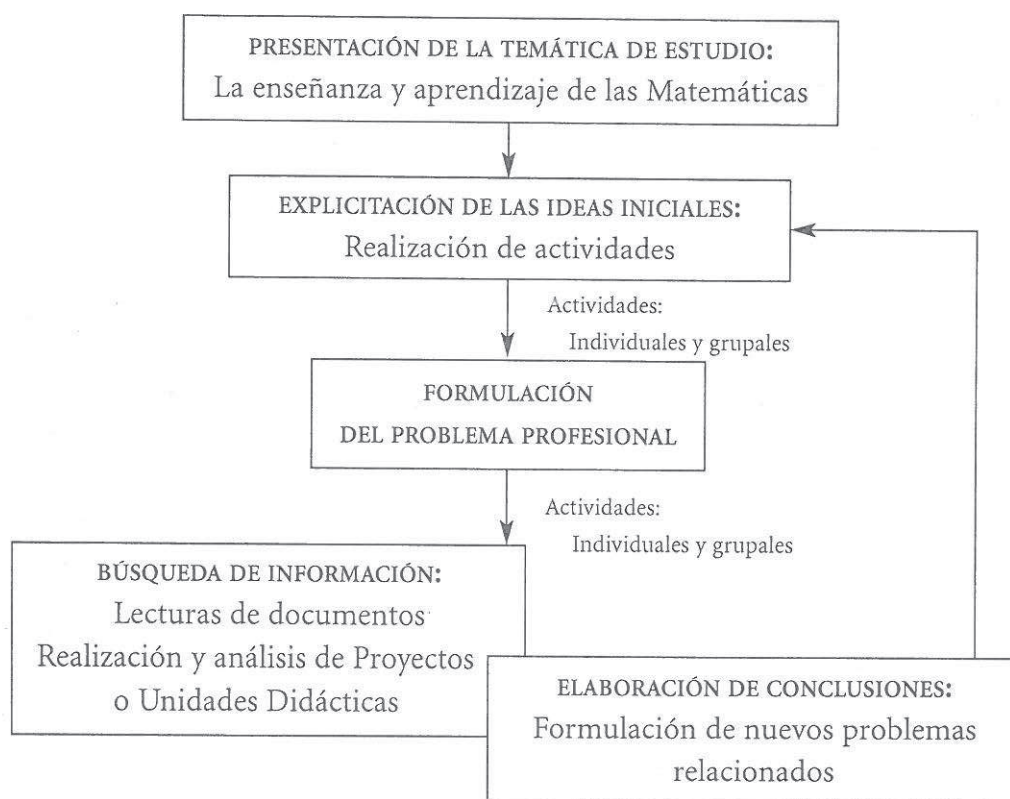 PRESENTACIÓN DE LA TEMÁTICA DE ESTUDIO:
La enseñanza y aprendizaje de las Matemáticas
EXPLICITACIÓN DE LAS IDEAS INICIALES:
Realización de actividades
Actividades:
Individuales y grupales
FORMULACIÓN
DEL PROBLEMA PROFESIONAL
Actividades:
Individuales y grupales
BÚSQUEDA DE INFORMACIÓN:
Lecturas de documentos
Realización y análisis de Proyectos
o Unidades Didácticas
ELABORACIÓN DE CONCLUSIONES:
Formulación de nuevos problemas
relacionados